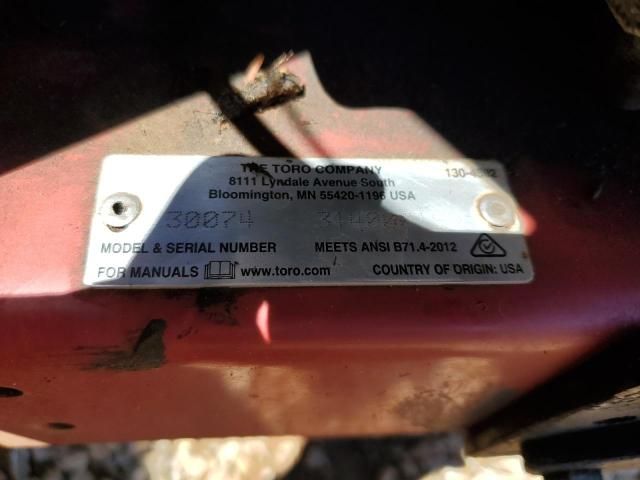 THE TORO COMPANY
8111 Lyndale Avenue South
Bloomington, MN 55420-1196 USA
30074
MODEL & SERIAL NUMBER MEETS ANSI B71.4-2012
FOR MANUALS www.toro.com COUNTRY OF ORIGIN: USA